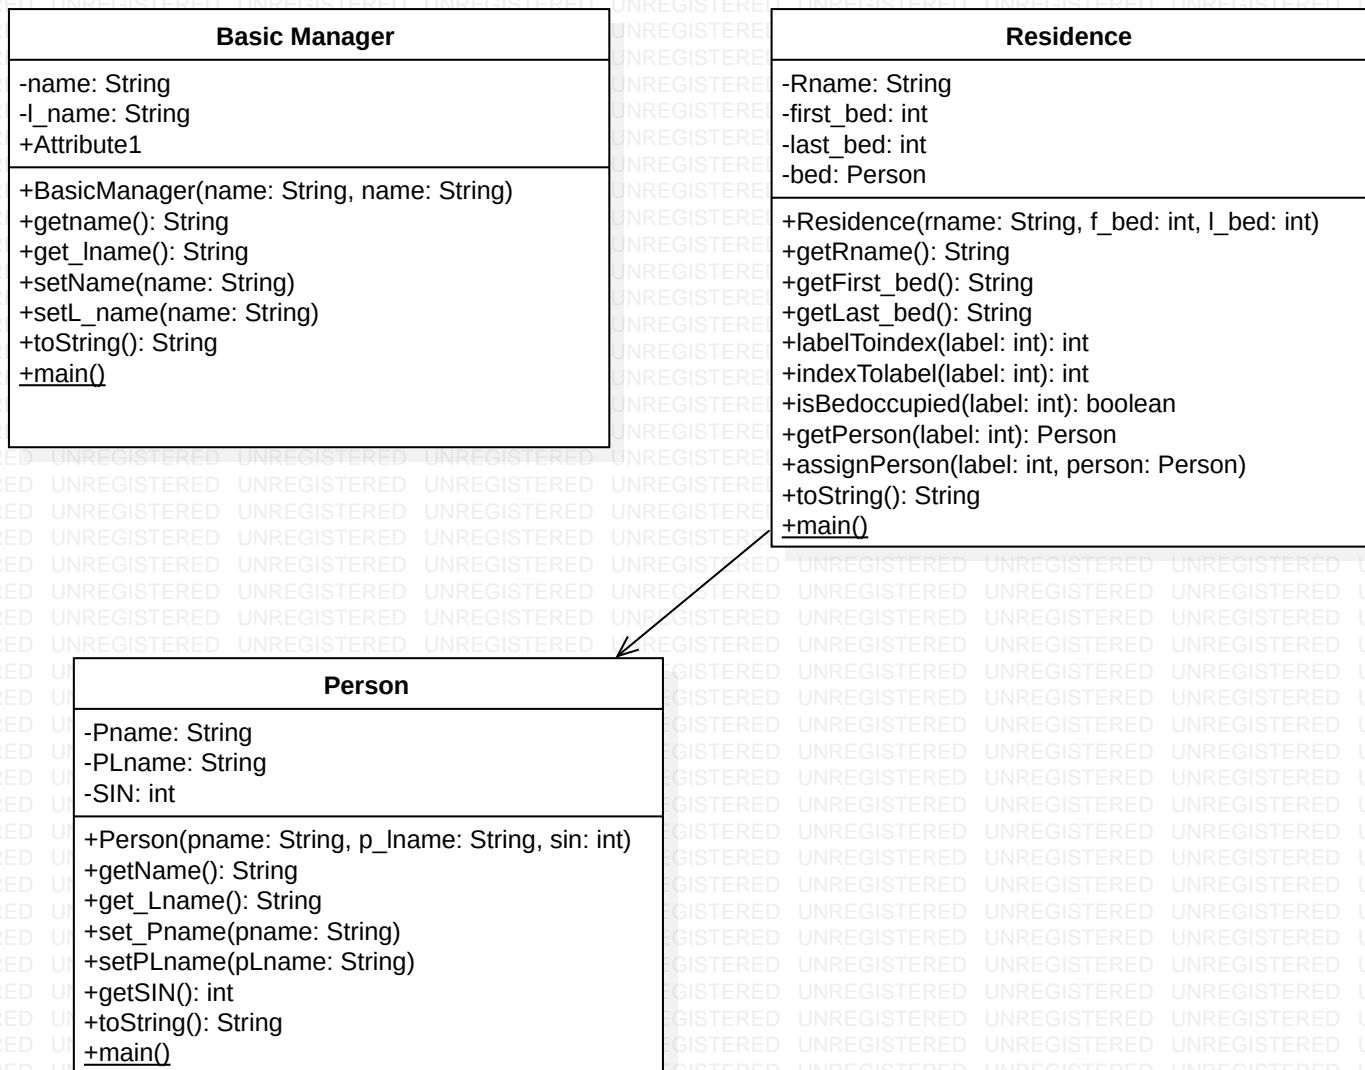 Basic Manager
-name: String
-l_name: String
+Attribute1
+BasicManager(name: String, name: String)
+getname(): String
+get_lname(): String
+setName(name: String)
+setL_name(name: String)
+toString(): String
+main()
Residence
-Rname: String
-first_bed: int
-last_bed: int
-bed: Person
+Residence(rname: String, f_bed: int, l_bed: int)
+getRname(): String
+getFirst_bed(): String
+getLast_bed(): String
+labelToindex(label: int): int
+indexTolabel(label: int): int
+isBedoccupied(label: int): boolean
+getPerson(label: int): Person
+assignPerson(label: int, person: Person)
+toString(): String
+main()
Person
-Pname: String
-PLname: String
-SIN: int
+Person(pname: String, p_lname: String, sin: int)
+getName(): String
+get_Lname(): String
+set_Pname(pname: String)
+setPLname(pLname: String)
+getSIN(): int
+toString(): String
+main()
UNREGISTERED